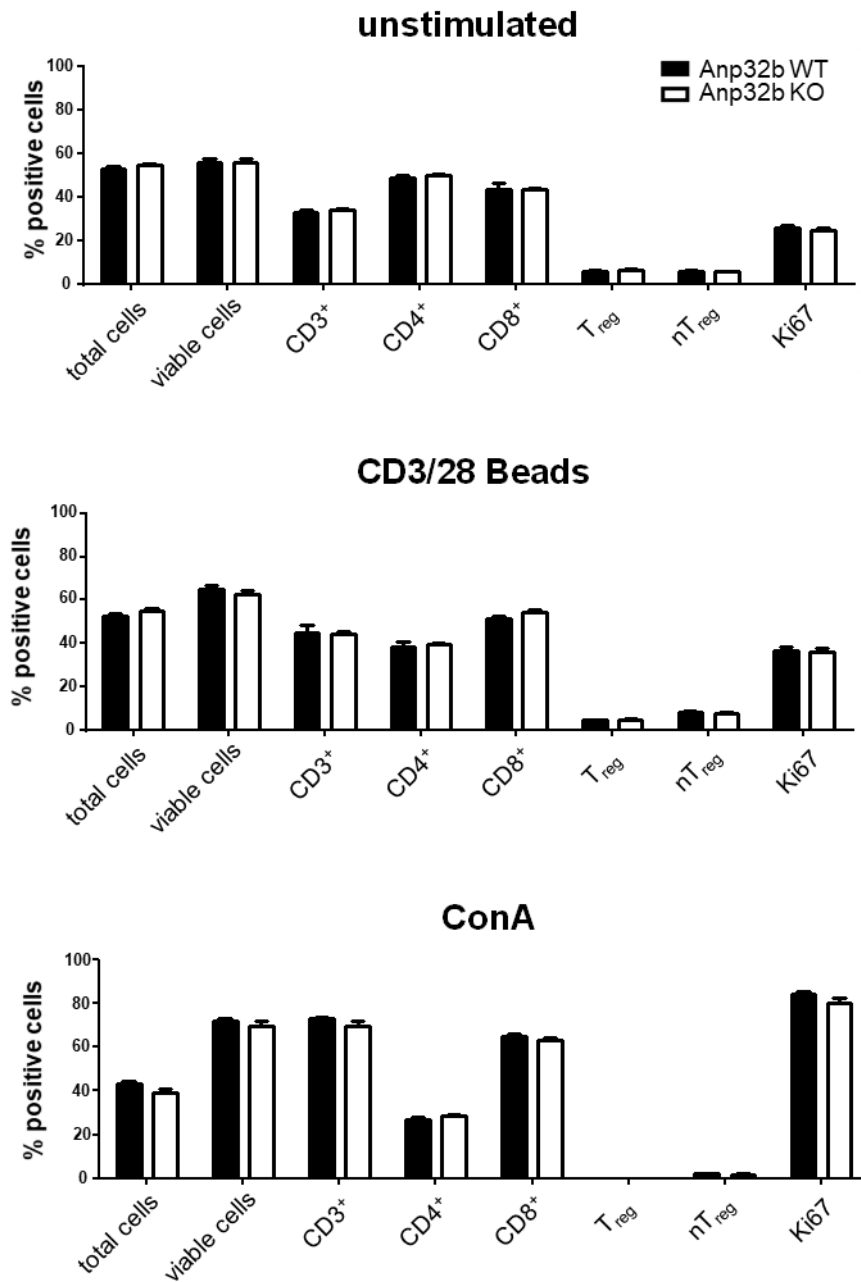 unstimulated
Anp32b WT
Anp32b KO
% positive cells
100
80
60
40
20
0
total cells
viable cells
CD3⁺
CD4⁺
CD8⁺
Treg
nTreg
Ki67
CD3/28 Beads
% positive cells
100
80
60
40
20
0
total cells
viable cells
CD3⁺
CD4⁺
CD8⁺
Treg
nTreg
Ki67
ConA
% positive cells
100
80
60
40
20
0
total cells
viable cells
CD3⁺
CD4⁺
CD8⁺
Treg
nTreg
Ki67